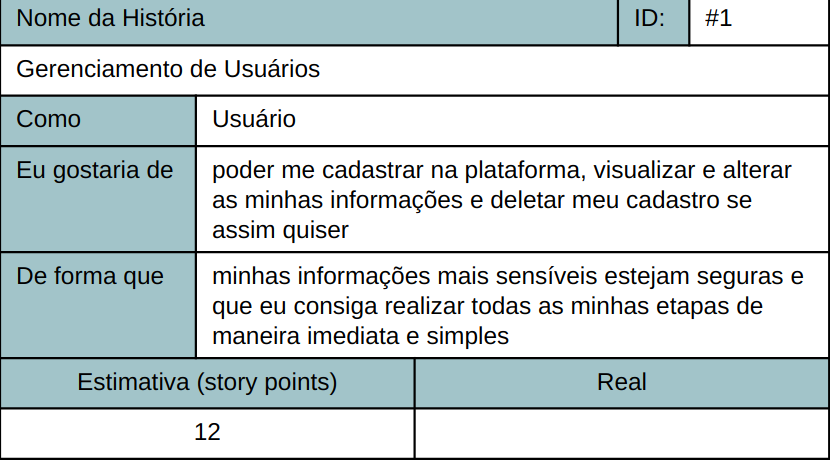 Nome da História ID: #1
Gerenciamento de Usuários
Como Usuário
Eu gostaria de poder me cadastrar na plataforma, visualizar e alterar
as minhas informações e deletar meu cadastro se
assim quiser
De forma que minhas informações mais sensíveis estejam seguras e
que eu consiga realizar todas as minhas etapas de
maneira imediata e simples
Estimativa (story points) Real
12